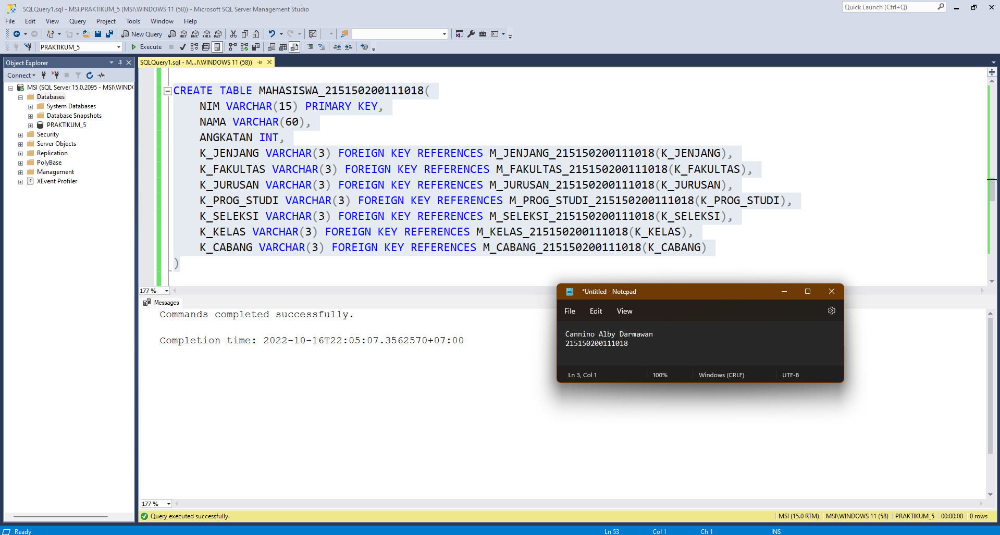 SQLQuery1.sql - MSI.PRAKTIKUM_5 (MSI\WINDOWS 11 (58)) - Microsoft SQL Server Management Studio
Quick Launch (Ctrl+Q)
File Edit View Query Project Tools Window Help
New Query
MDX DMX XMLA DAX
PRAKTIKUM_5
Execute
Object Explorer
SQLQuery1.sql - M...I\WINDOWS 11 (58))
Connect
MSI (SQL Server 15.0.2095 - MSI\WIND
Databases
System Databases
Database Snapshots
PRAKTIKUM_5
Security
Server Objects
Replication
PolyBase
Management
XEvent Profiler
CREATE TABLE MAHASISWA_215150200111018(
NIM VARCHAR(15) PRIMARY KEY,
NAMA VARCHAR(60),
ANGKATAN INT,
K_JENJANG VARCHAR(3) FOREIGN KEY REFERENCES M_JENJANG_215150200111018(K_JENJANG),
K_FAKULTAS VARCHAR(3) FOREIGN KEY REFERENCES M_FAKULTAS_215150200111018(K_FAKULTAS),
K_JURUSAN VARCHAR(3) FOREIGN KEY REFERENCES M_JURUSAN_215150200111018(K_JURUSAN),
K_PROG_STUDI VARCHAR(3) FOREIGN KEY REFERENCES M_PROG_STUDI_215150200111018(K_PROG_STUDI),
K_SELEKSI VARCHAR(3) FOREIGN KEY REFERENCES M_SELEKSI_215150200111018(K_SELEKSI),
K_KELAS VARCHAR(3) FOREIGN KEY REFERENCES M_KELAS_215150200111018(K_KELAS),
K_CABANG VARCHAR(3) FOREIGN KEY REFERENCES M_CABANG_215150200111018(K_CABANG)
)
177 %
Messages
Commands completed successfully.
Completion time: 2022-10-16T22:05:07.3562570+07:00
*Untitled - Notepad
File Edit View
Cannino Alby Darmawan
215150200111018
Ln 3, Col 1 100% Windows (CRLF) UTF-8
177 %
Query executed successfully.
MSI (15.0 RTM) MSI\WINDOWS 11 (58) PRAKTIKUM_5 00:00:00 0 rows
Ready Ln 53 Col 1 Ch 1 INS